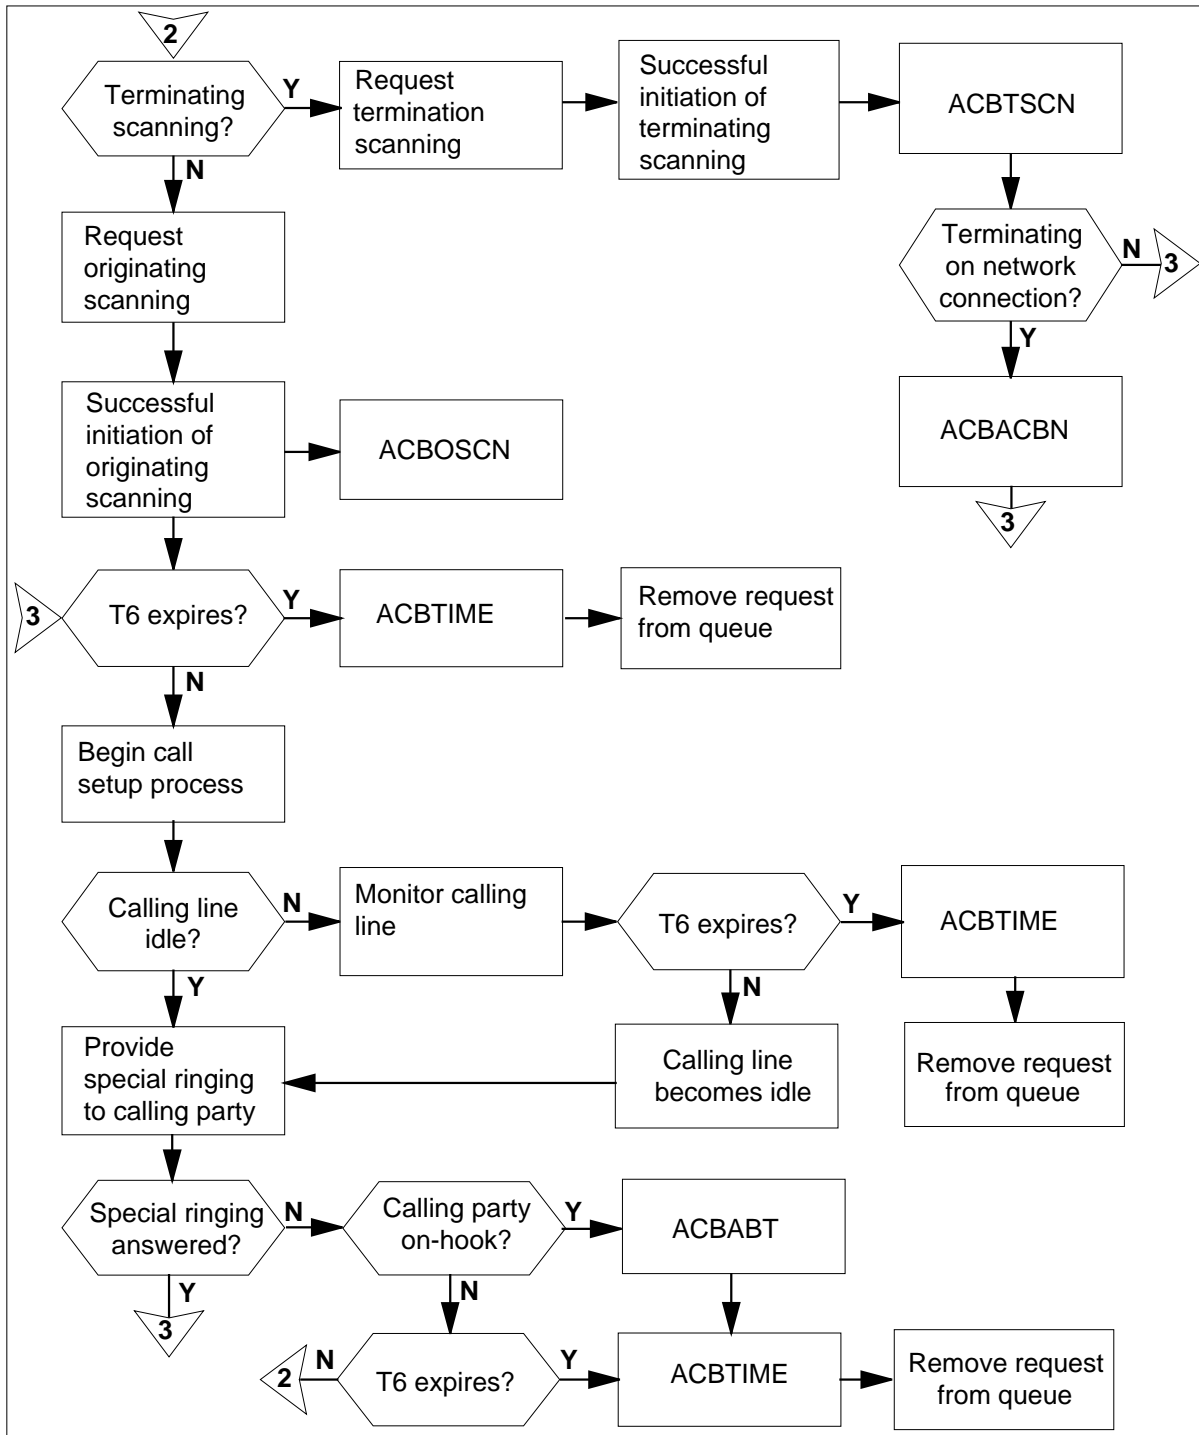 2
Terminating
scanning?
Y
Request
termination
scanning
Successful
initiation of
terminating
scanning
ACBTSCN
N
Request
originating
scanning
Terminating
on network
connection?
N
3
Y
Successful
initiation of
originating
scanning
ACBOSCN
ACBACBN
3
3
T6 expires?
Y
ACBTIME
Remove request
from queue
N
Begin call
setup process
Calling line
idle?
N
Monitor calling
line
T6 expires?
Y
ACBTIME
Y
N
Provide
special ringing
to calling party
Calling line
becomes idle
Remove request
from queue
Special ringing
answered?
N
Calling party
on-hook?
Y
ACBABT
Y
3
N
2
N
T6 expires?
Y
ACBTIME
Remove request
from queue